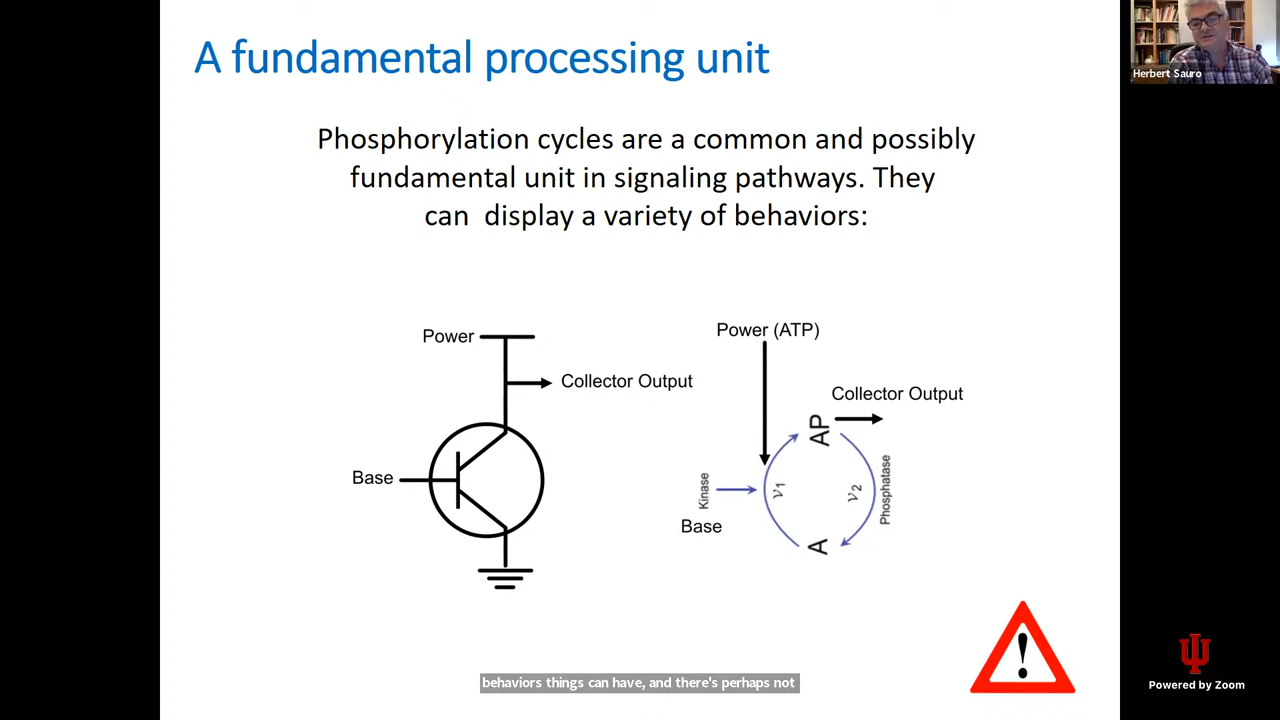 A fundamental processing unit
Herbert Sauro
Phosphorylation cycles are a common and possibly
fundamental unit in signaling pathways. They
can display a variety of behaviors:
Power
Collector Output
Base
Power (ATP)
Collector Output
AP
Kinase
v1
v2
Phosphatase
Base
A
!
behaviors things can have, and there's perhaps not
Powered by Zoom